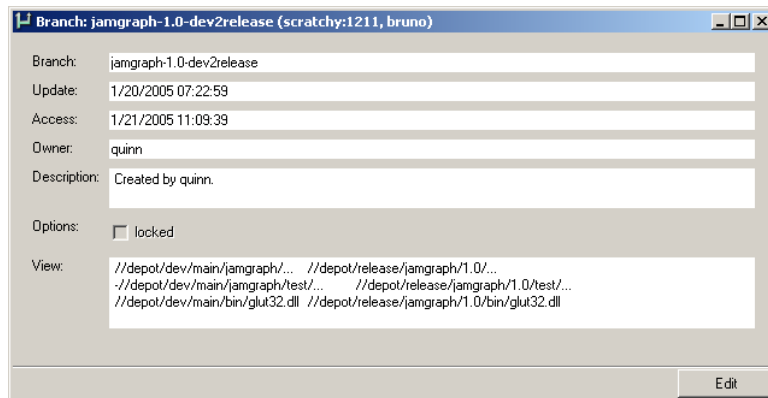 Branch: jamgraph-1.0-dev2release (scratchy:1211, bruno)
Branch: jamgraph-1.0-dev2release
Update: 1/20/2005 07:22:59
Access: 1/21/2005 11:09:39
Owner: quinn
Description: Created by quinn.
Options: locked
View: //depot/dev/main/jamgraph/... //depot/release/jamgraph/1.0/...
-//depot/dev/main/jamgraph/test/... //depot/release/jamgraph/1.0/test/...
//depot/dev/main/bin/glut32.dll //depot/release/jamgraph/1.0/bin/glut32.dll
Edit